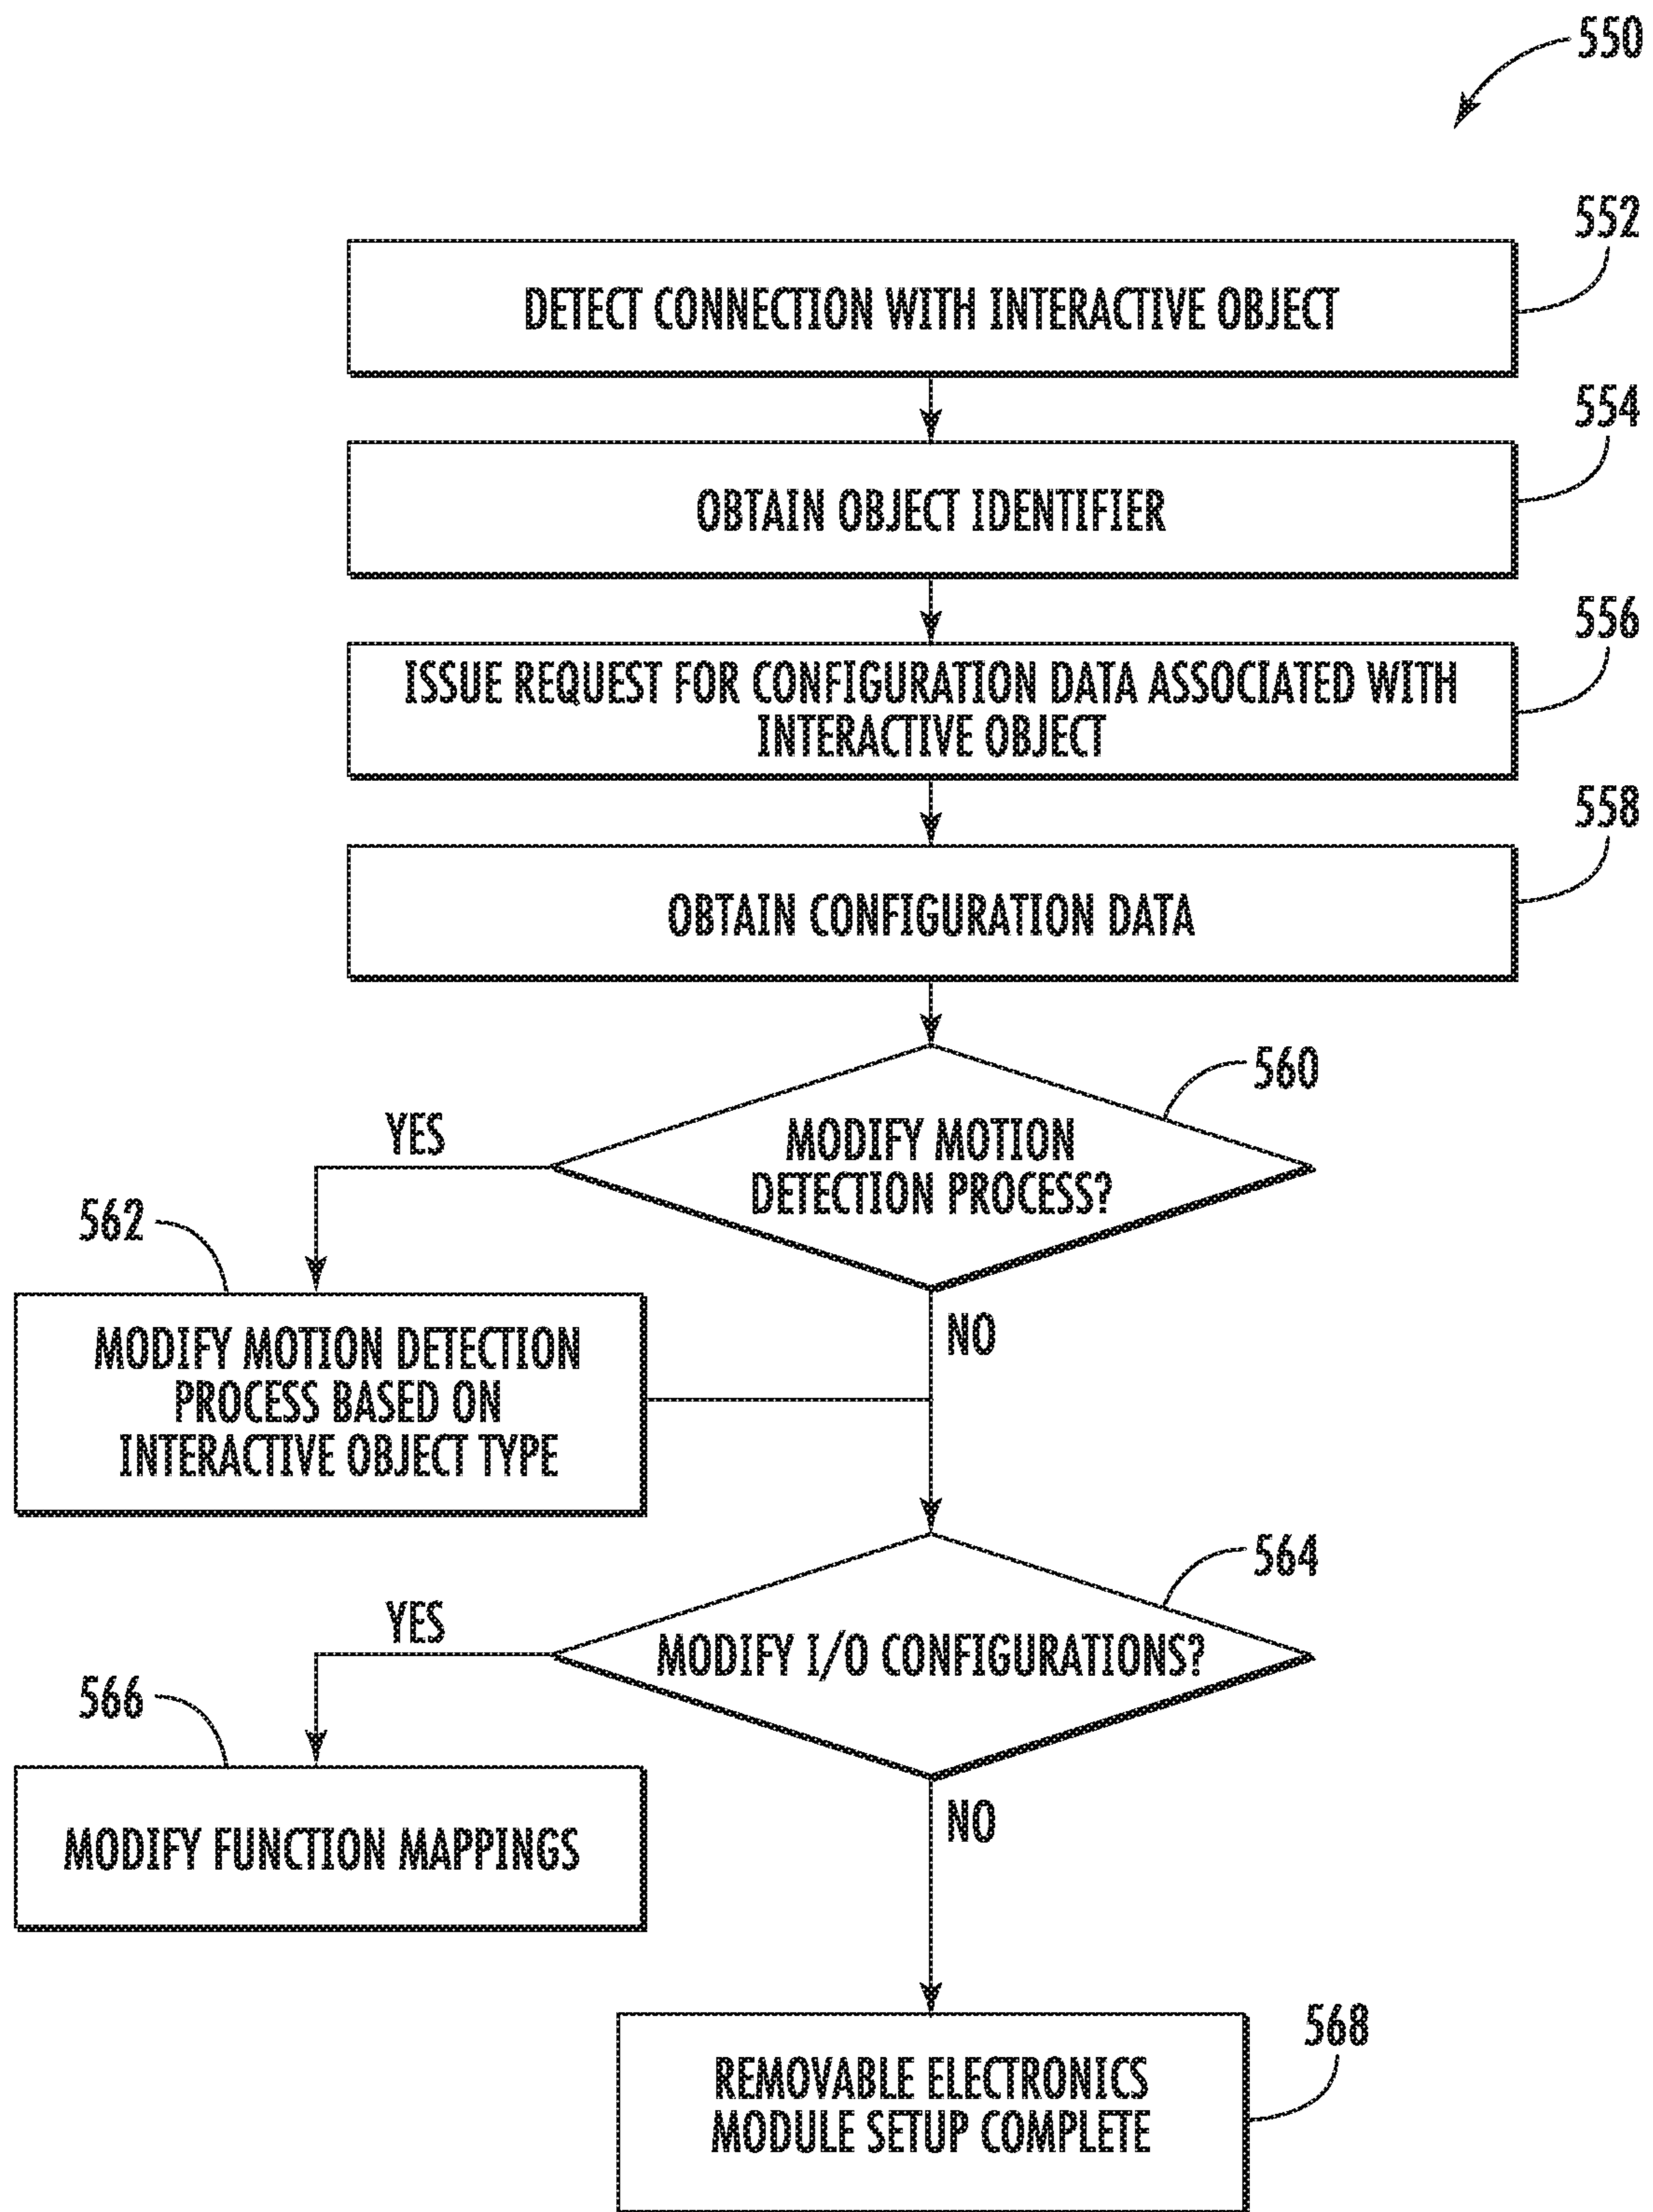 550
552
DETECT CONNECTION WITH INTERACTIVE OBJECT
554
OBTAIN OBJECT IDENTIFIER
556
ISSUE REQUEST FOR CONFIGURATION DATA ASSOCIATED WITH
INTERACTIVE OBJECT
558
OBTAIN CONFIGURATION DATA
560
MODIFY MOTION
DETECTION PROCESS?
YES
562
NO
MODIFY MOTION DETECTION
PROCESS BASED ON
INTERACTIVE OBJECT TYPE
564
MODIFY I/O CONFIGURATIONS?
YES
566
NO
MODIFY FUNCTION MAPPINGS
568
REMOVABLE ELECTRONICS
MODULE SETUP COMPLETE